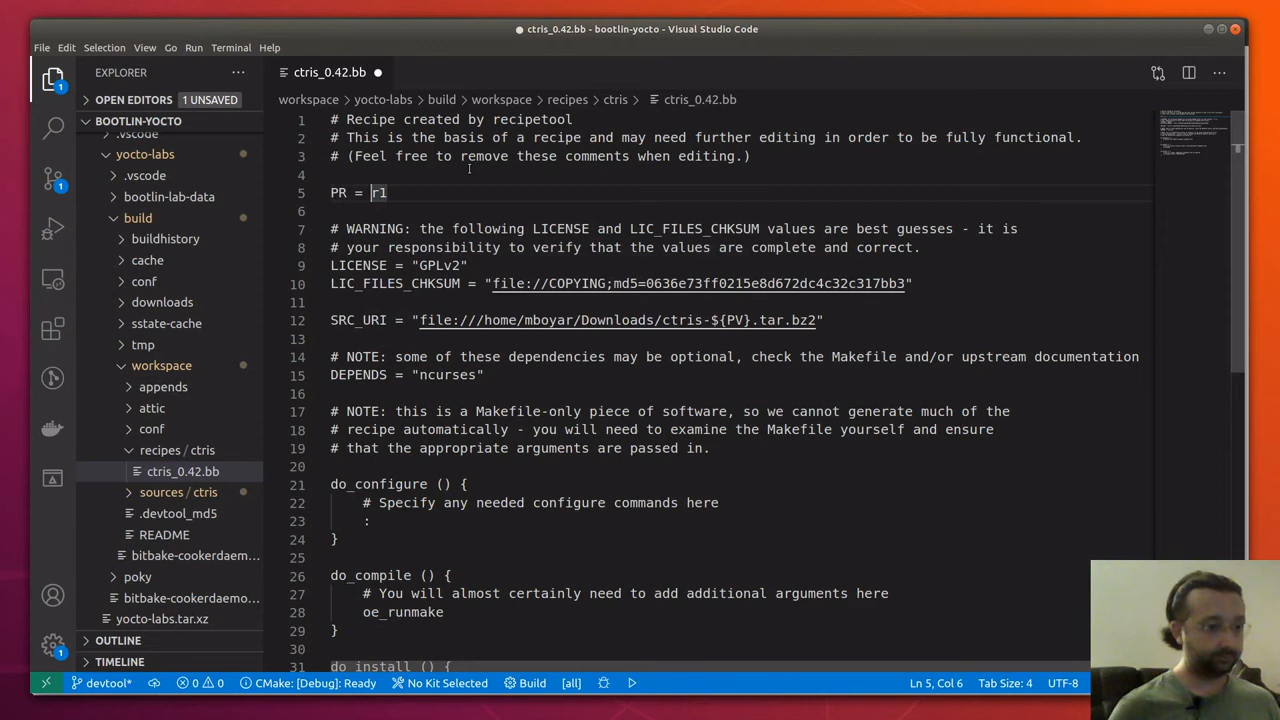 ctris_0.42.bb - bootlin-yocto - Visual Studio Code
File Edit Selection View Go Run Terminal Help
EXPLORER
ctris_0.42.bb
OPEN EDITORS 1 UNSAVED
workspace > yocto-labs > build > workspace > recipes > ctris > ctris_0.42.bb
BOOTLIN-YOCTO
.vscode
yocto-labs
.vscode
bootlin-lab-data
build
buildhistory
cache
conf
downloads
sstate-cache
tmp
workspace
appends
attic
conf
recipes / ctris
ctris_0.42.bb
sources / ctris
.devtool_md5
README
bitbake-cookerdaem...
poky
bitbake-cookerdaemo...
yocto-labs.tar.xz
OUTLINE
TIMELINE
1
1
1
1 # Recipe created by recipetool
2 # This is the basis of a recipe and may need further editing in order to be fully functional.
3 # (Feel free to remove these comments when editing.)
4
5 PR = r1
6
7 # WARNING: the following LICENSE and LIC_FILES_CHKSUM values are best guesses - it is
8 # your responsibility to verify that the values are complete and correct.
9 LICENSE = "GPLv2"
10 LIC_FILES_CHKSUM = "file://COPYING;md5=0636e73ff0215e8d672dc4c32c317bb3"
11
12 SRC_URI = "file:///home/mboyar/Downloads/ctris-${PV}.tar.bz2"
13
14 # NOTE: some of these dependencies may be optional, check the Makefile and/or upstream documentation
15 DEPENDS = "ncurses"
16
17 # NOTE: this is a Makefile-only piece of software, so we cannot generate much of the
18 # recipe automatically - you will need to examine the Makefile yourself and ensure
19 # that the appropriate arguments are passed in.
20
21 do_configure () {
22 # Specify any needed configure commands here
23 :
24 }
25
26 do_compile () {
27 # You will almost certainly need to add additional arguments here
28 oe_runmake
29 }
30
31 do_install () {
devtool* 0 0 CMake: [Debug]: Ready No Kit Selected Build [all] Ln 5, Col 6 Tab Size: 4 UTF-8